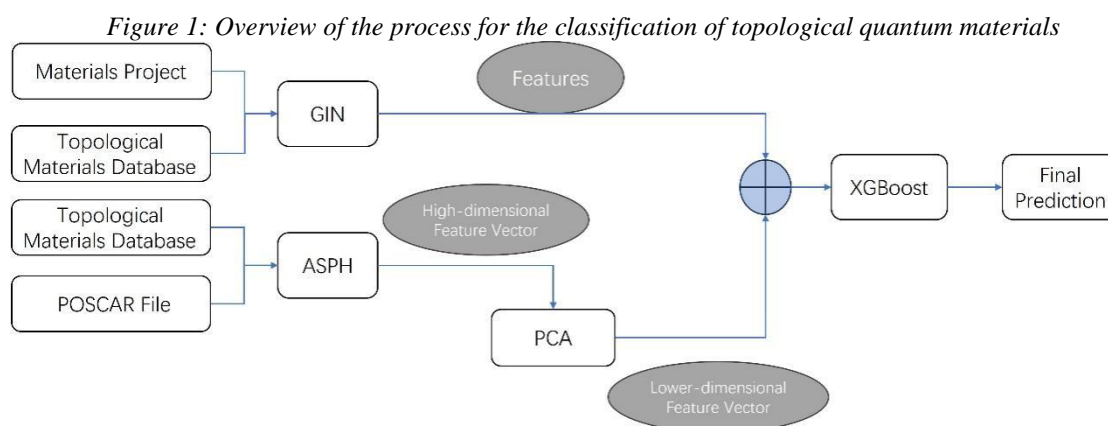 Figure 1: Overview of the process for the classification of topological quantum materials
Materials Project
Features
GIN
Topological
Materials Database
XGBoost
Final
Prediction
Topological
Materials Database
High-dimensional
Feature Vector
ASPH
POSCAR File
PCA
Lower-dimensional
Feature Vector